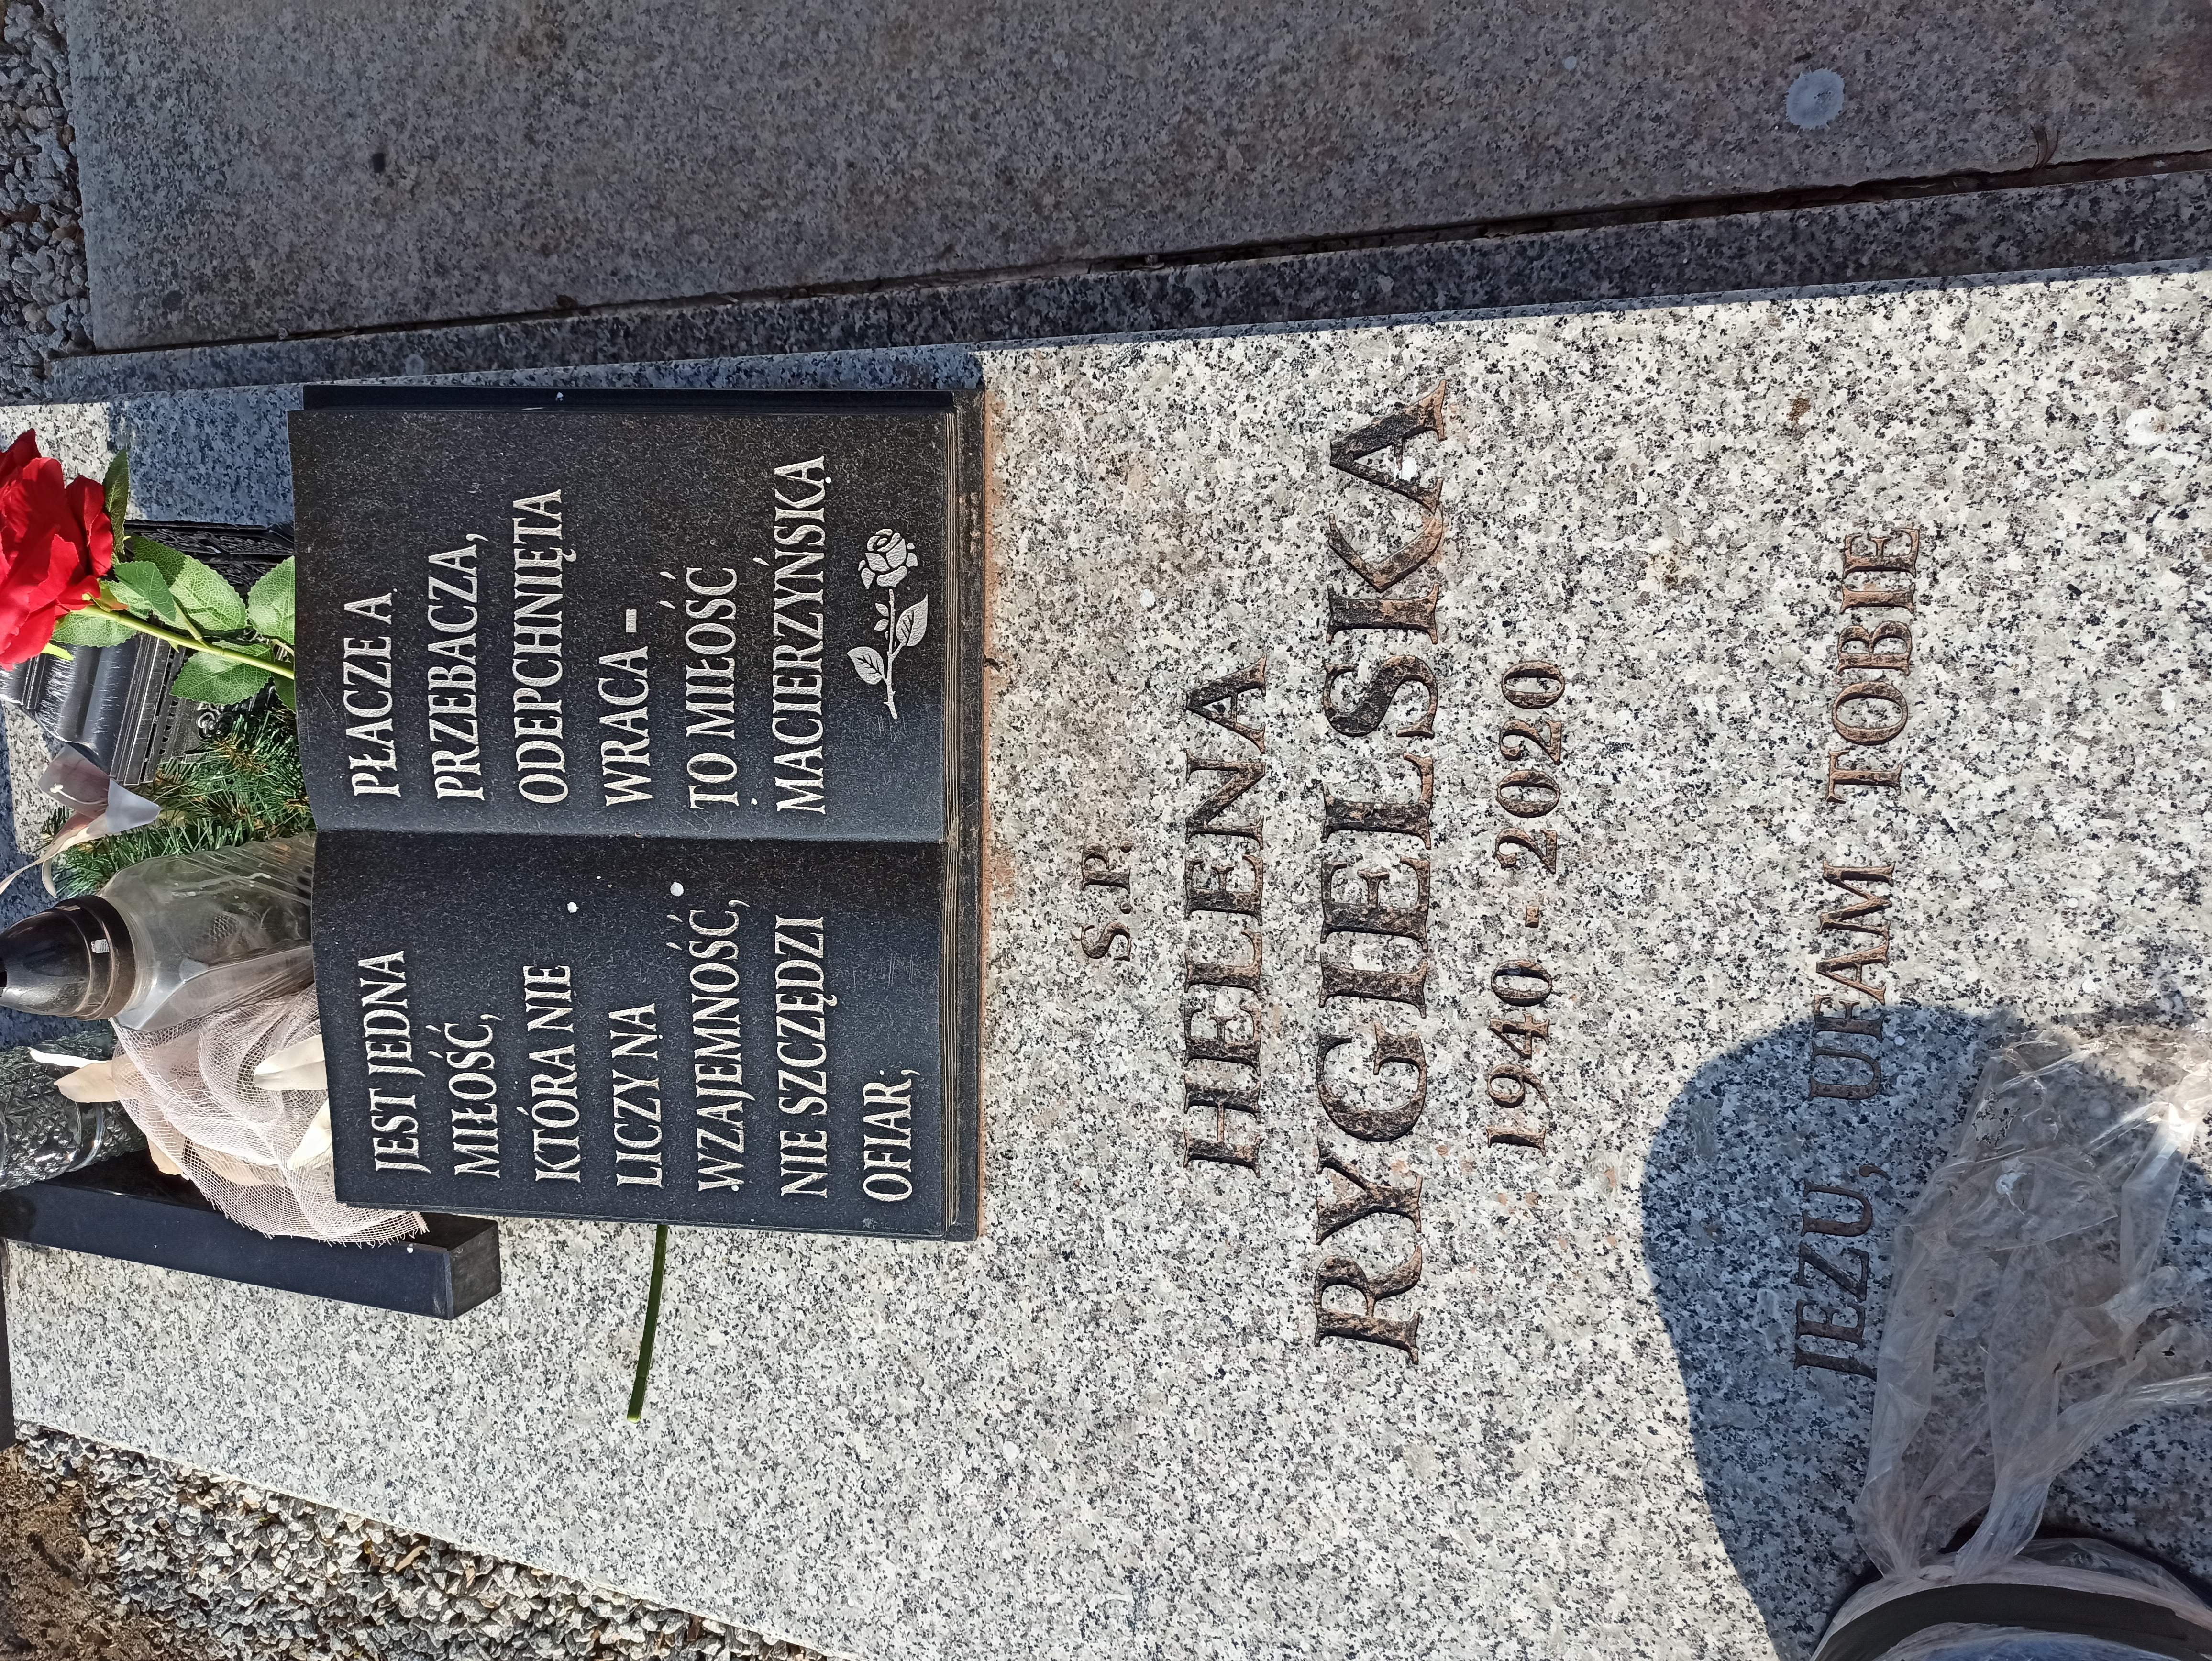 JEST JEDNA
MIŁOŚĆ,
KTÓRA NIE
LICZY NA
WZAJEMNOŚĆ,
NIE SZCZĘDZI
OFIAR;
PŁACZE A
PRZEBACZA,
ODEPCHNIĘTA
WRACA –
TO MIŁOŚĆ
MACIERZYŃSKA
Ś.P.
HELENA
RYGIELSKA
1940 - 2020
JEZU, UFAM TOBIE